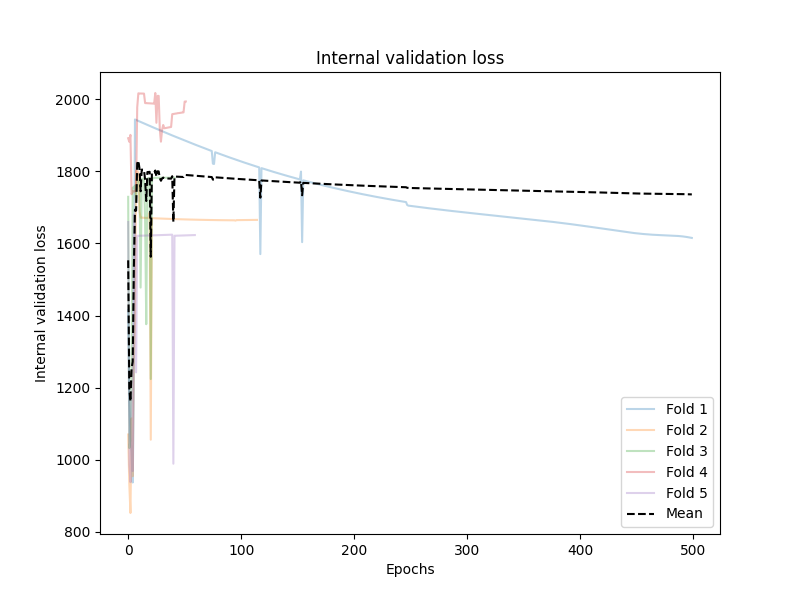 Internal validation loss
Internal validation loss
2000
1800
1600
1400
1200
1000
800
0
100
200
300
400
500
Epochs
Fold 1
Fold 2
Fold 3
Fold 4
Fold 5
Mean